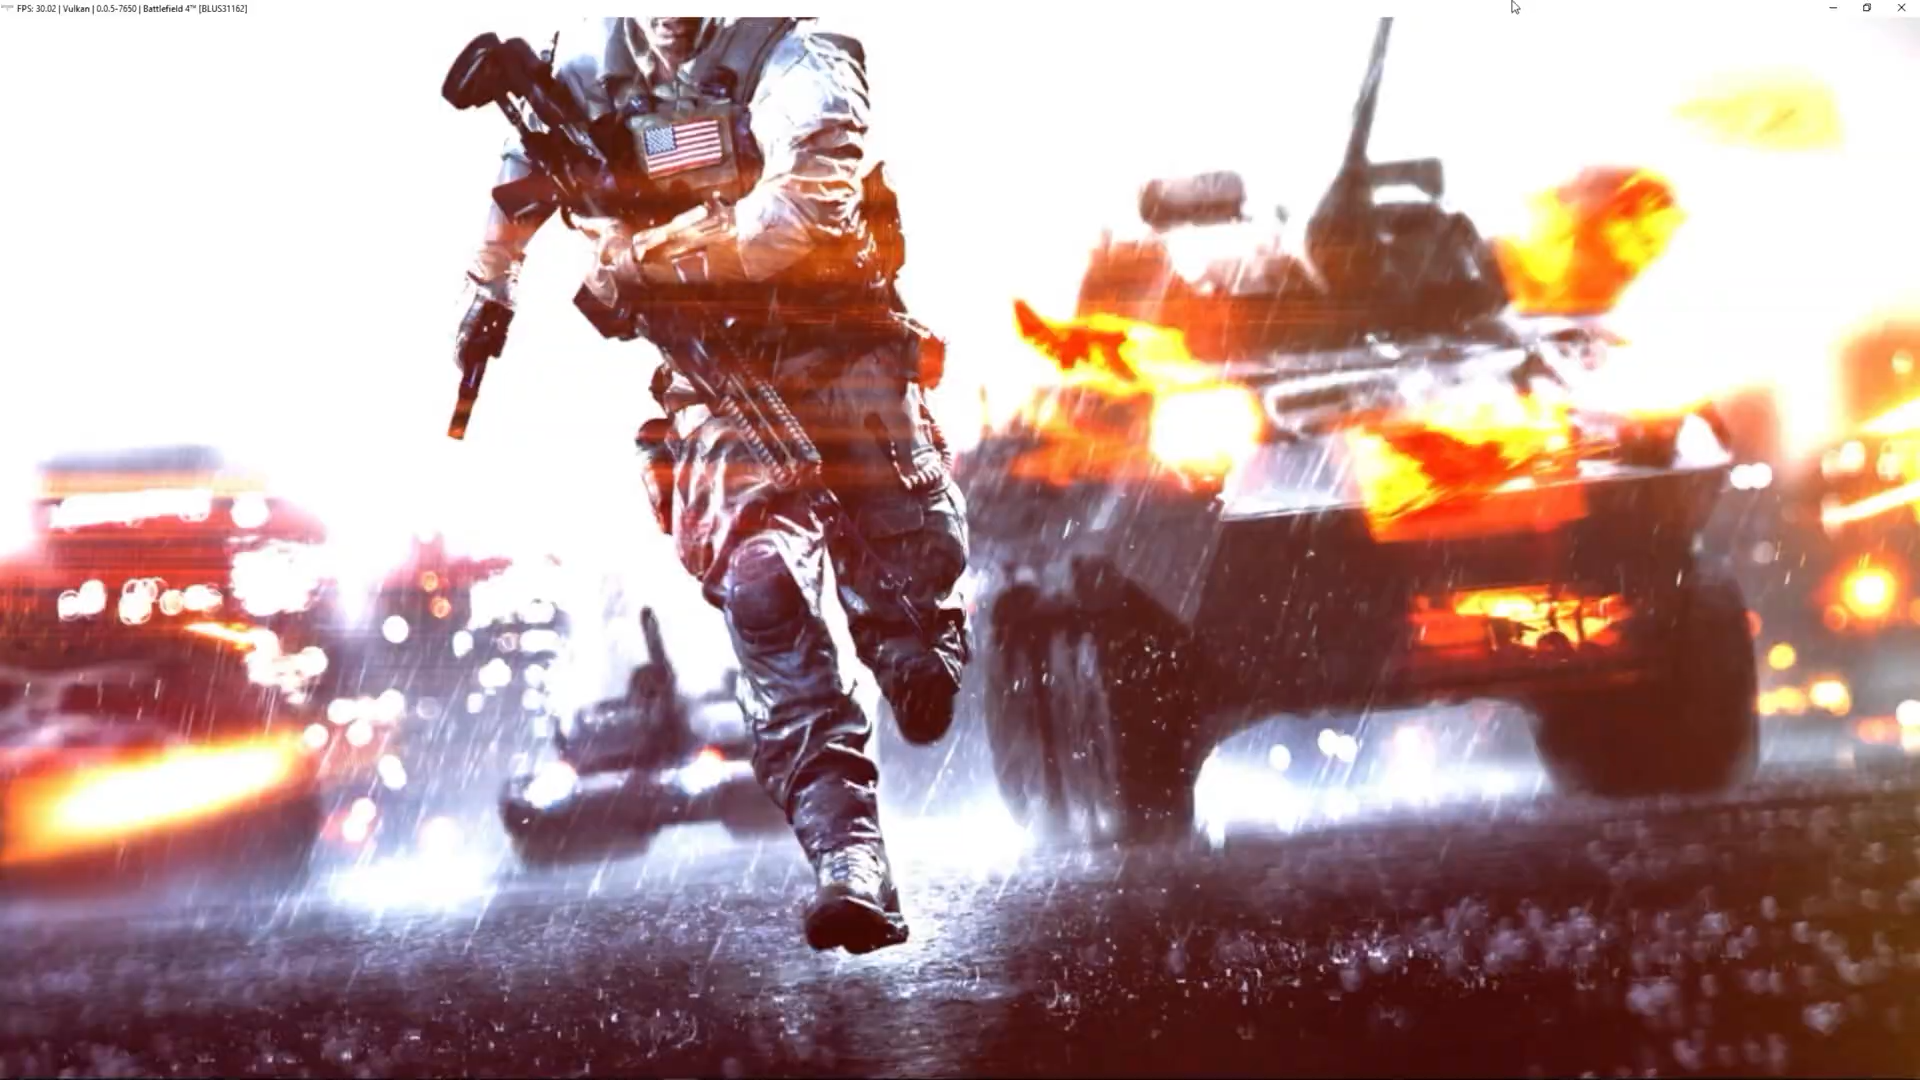 FPS: 30.02 | Vulkan | 0.0.5-7650 | Battlefield 4™ [BLUS31162]